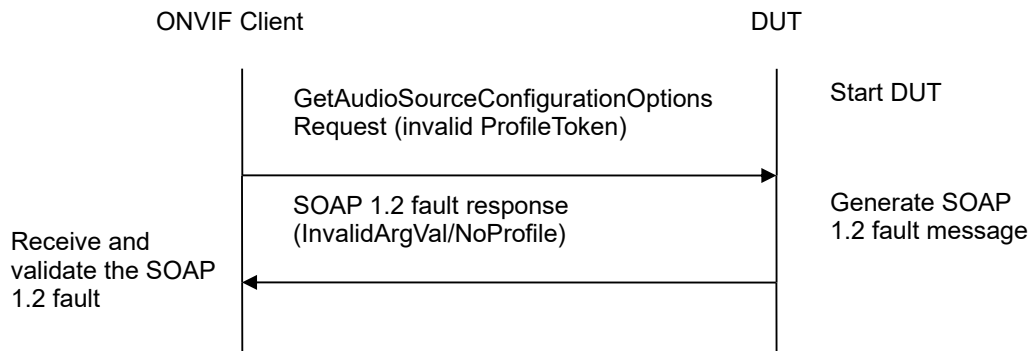 ONVIF Client
DUT
Start DUT
GetAudioSourceConfigurationOptions
Request (invalid ProfileToken)
SOAP 1.2 fault response
(InvalidArgVal/NoProfile)
Generate SOAP
1.2 fault message
Receive and
validate the SOAP
1.2 fault